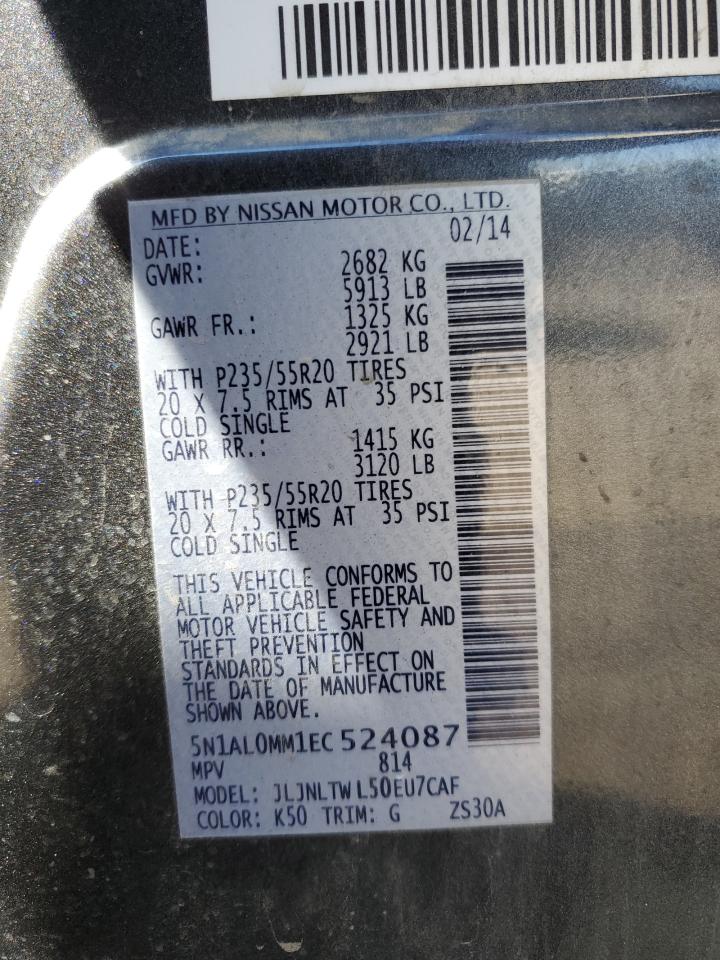 MFD BY NISSAN MOTOR CO., LTD.
DATE: 02/14
GVWR: 2682 KG
5913 LB
GAWR FR.: 1325 KG
2921 LB
WITH P235/55R20 TIRES
20 X 7.5 RIMS AT 35 PSI
COLD SINGLE
GAWR RR.: 1415 KG
3120 LB
WITH P235/55R20 TIRES
20 X 7.5 RIMS AT 35 PSI
COLD SINGLE
THIS VEHICLE CONFORMS TO
ALL APPLICABLE FEDERAL
MOTOR VEHICLE SAFETY AND
THEFT PREVENTION
STANDARDS IN EFFECT ON
THE DATE OF MANUFACTURE
SHOWN ABOVE.
5N1AL0MM1EC 524087
MPV 814
MODEL: JLJNLTWL50EU7CAF
COLOR: K50 TRIM: G ZS30A